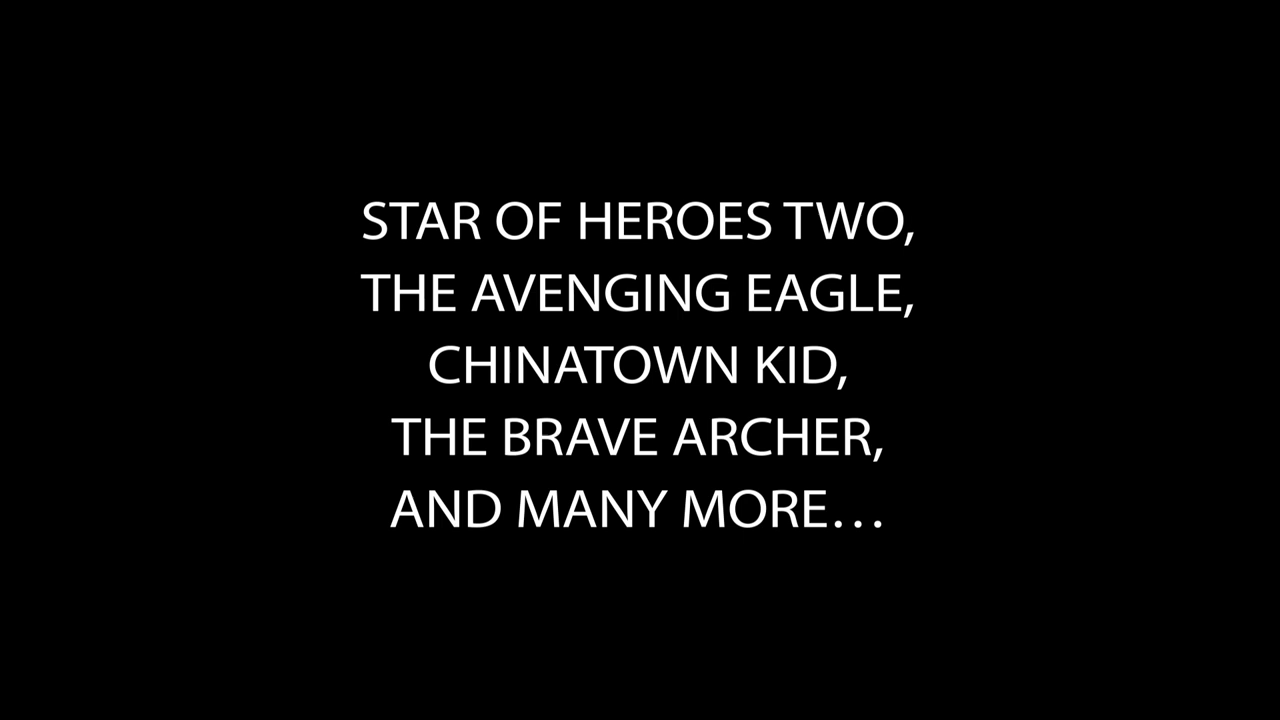 STAR OF HEROES TWO,
THE AVENGING EAGLE,
CHINATOWN KID,
THE BRAVE ARCHER,
AND MANY MORE…